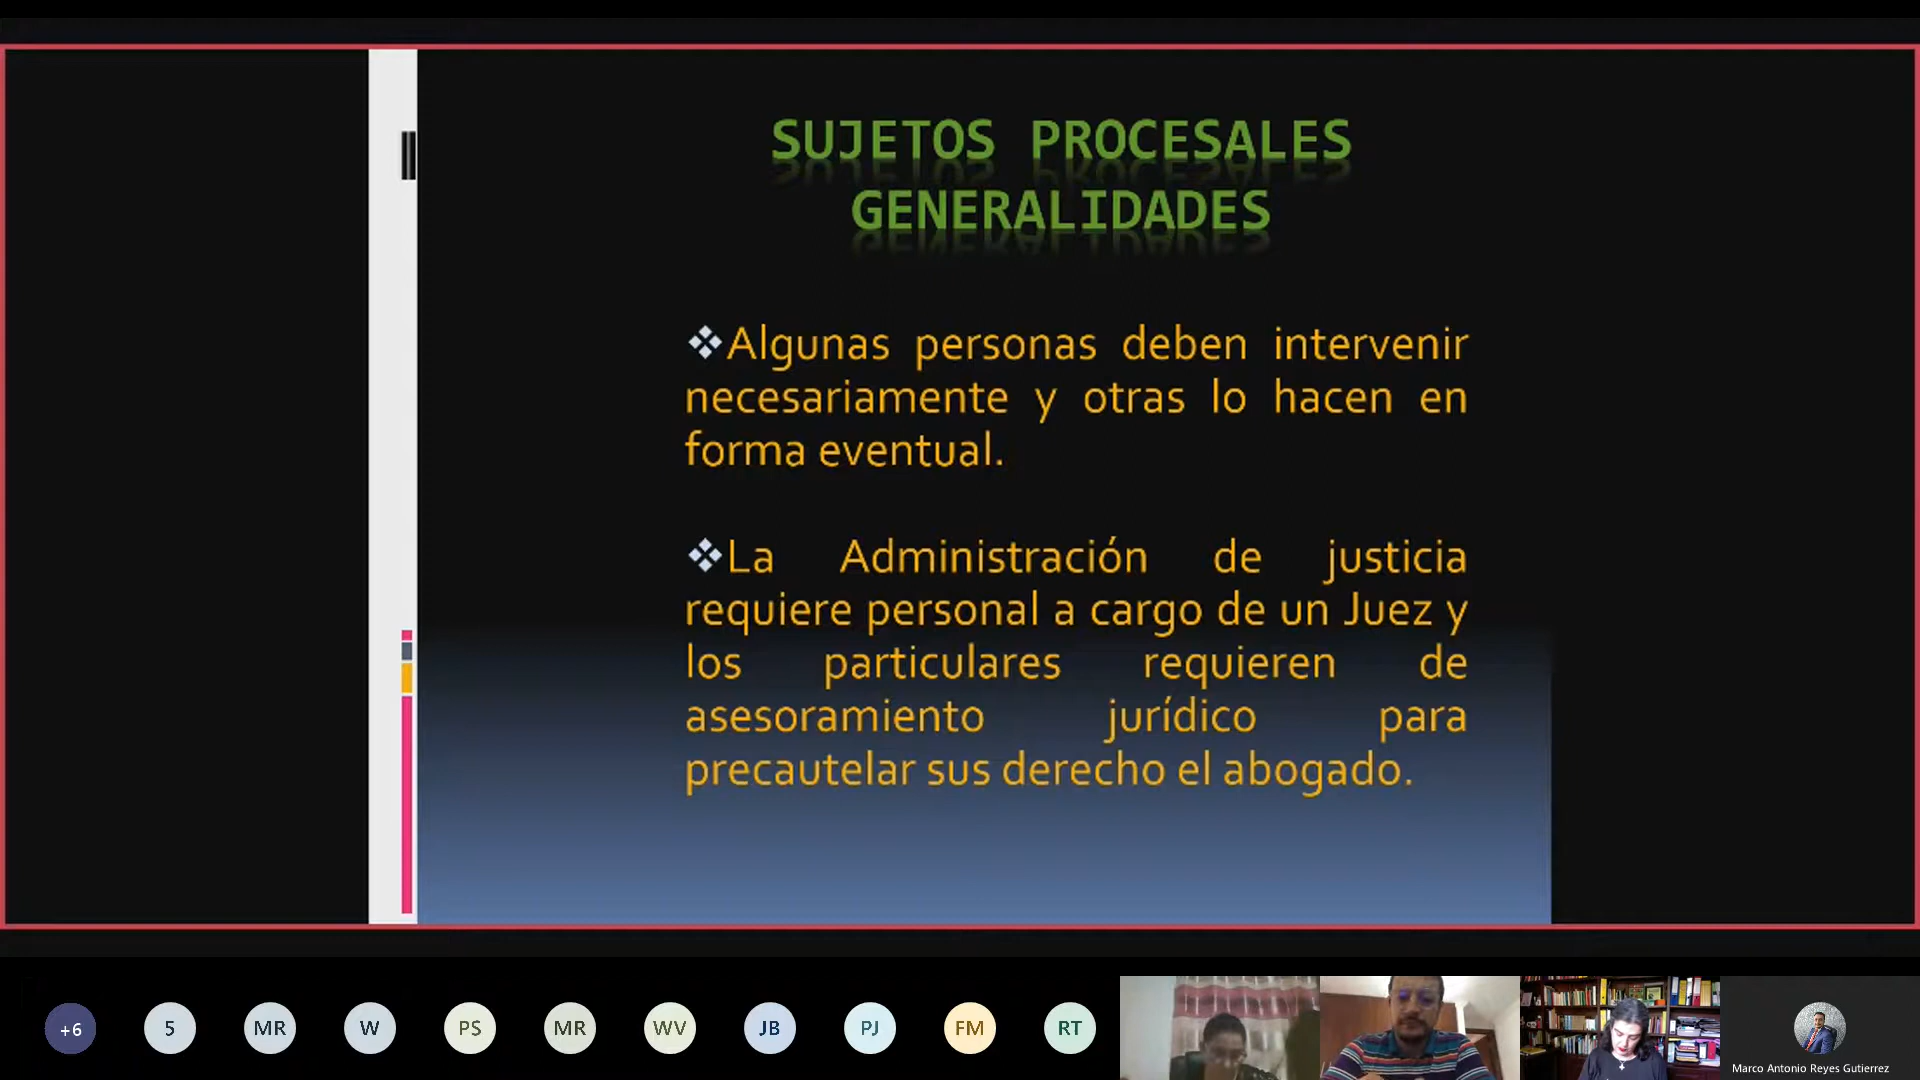 SUJETOS PROCESALES
GENERALIDADES
❖Algunas personas deben intervenir
necesariamente y otras lo hacen en
forma eventual.
❖La Administración de justicia
requiere personal a cargo de un Juez y
los particulares requieren de
asesoramiento jurídico para
precautelar sus derecho el abogado.
+6 5 MR W PS MR WV JB PJ FM RT
Marco Antonio Reyes Gutierrez